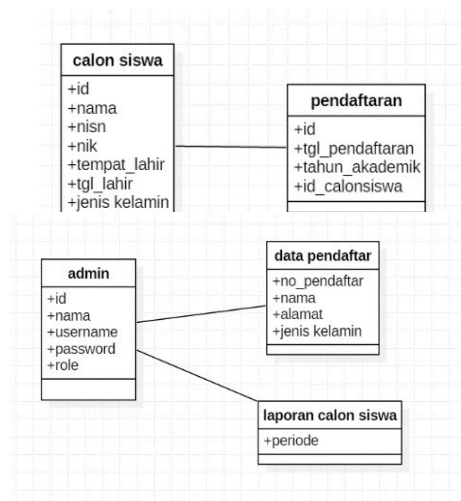 calon siswa
+id
+nama
+nisn
+nik
+tempat_lahir
+tgl_lahir
+jenis kelamin
pendaftaran
+id
+tgl_pendaftaran
+tahun_akademik
+id_calonsiswa
admin
+id
+nama
+username
+password
+role
data pendaftar
+no_pendaftar
+nama
+alamat
+jenis kelamin
laporan calon siswa
+periode